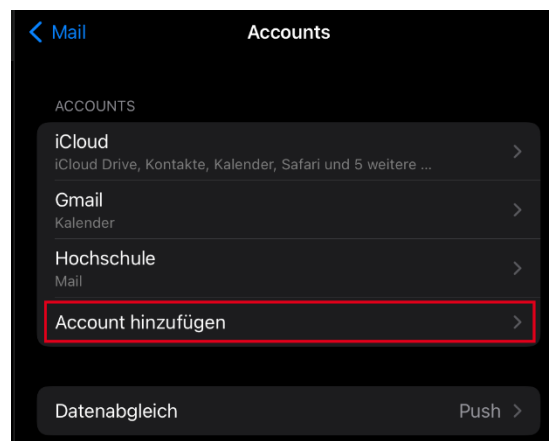 Mail
Accounts
ACCOUNTS
iCloud
iCloud Drive, Kontakte, Kalender, Safari und 5 weitere ...
Gmail
Kalender
Hochschule
Mail
Account hinzufügen
Datenabgleich
Push